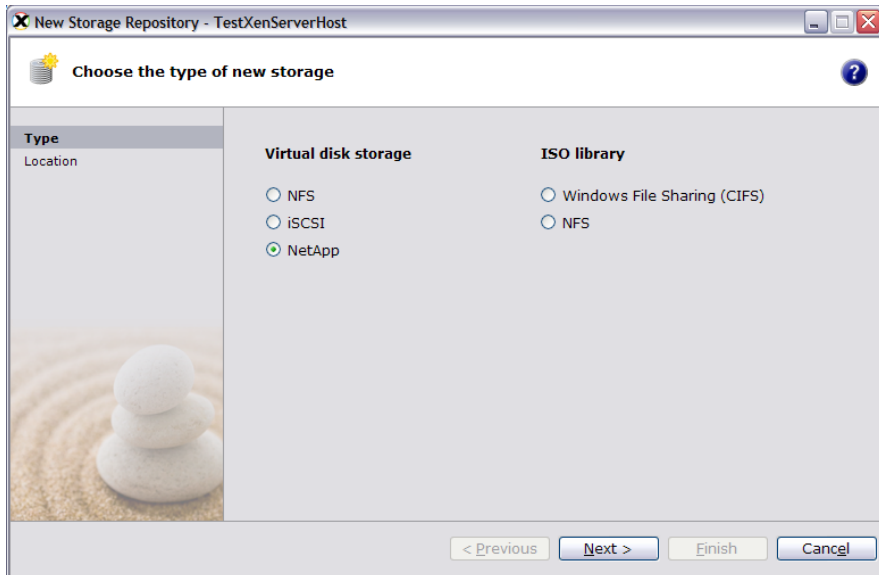 New Storage Repository - TestXenServerHost
Choose the type of new storage
?
Type
Location
Virtual disk storage
NFS
iSCSI
NetApp
ISO library
Windows File Sharing (CIFS)
NFS
< Previous
Next >
Finish
Cancel